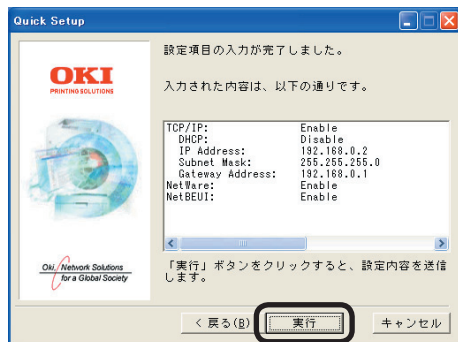 Quick Setup
設定項目の入力が完了しました。
OKI
PRINTING SOLUTIONS
入力された内容は、以下の通りです。
TCP/IP: Enable
DHCP: Disable
IP Address: 192.168.0.2
Subnet Mask: 255.255.255.0
Gateway Address: 192.168.0.1
NetWare: Enable
NetBEUI: Enable
「実行」ボタンをクリックすると、設定内容を送信
します。
Oki, Network Solutions
for a Global Society
< 戻る(B)
実行
キャンセル